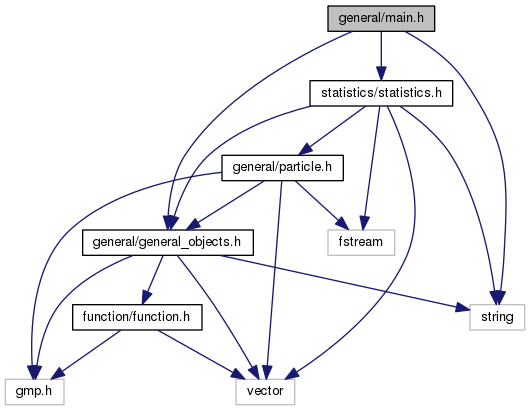 general/main.h
statistics/statistics.h
general/particle.h
general/general_objects.h
fstream
function/function.h
string
gmp.h
vector